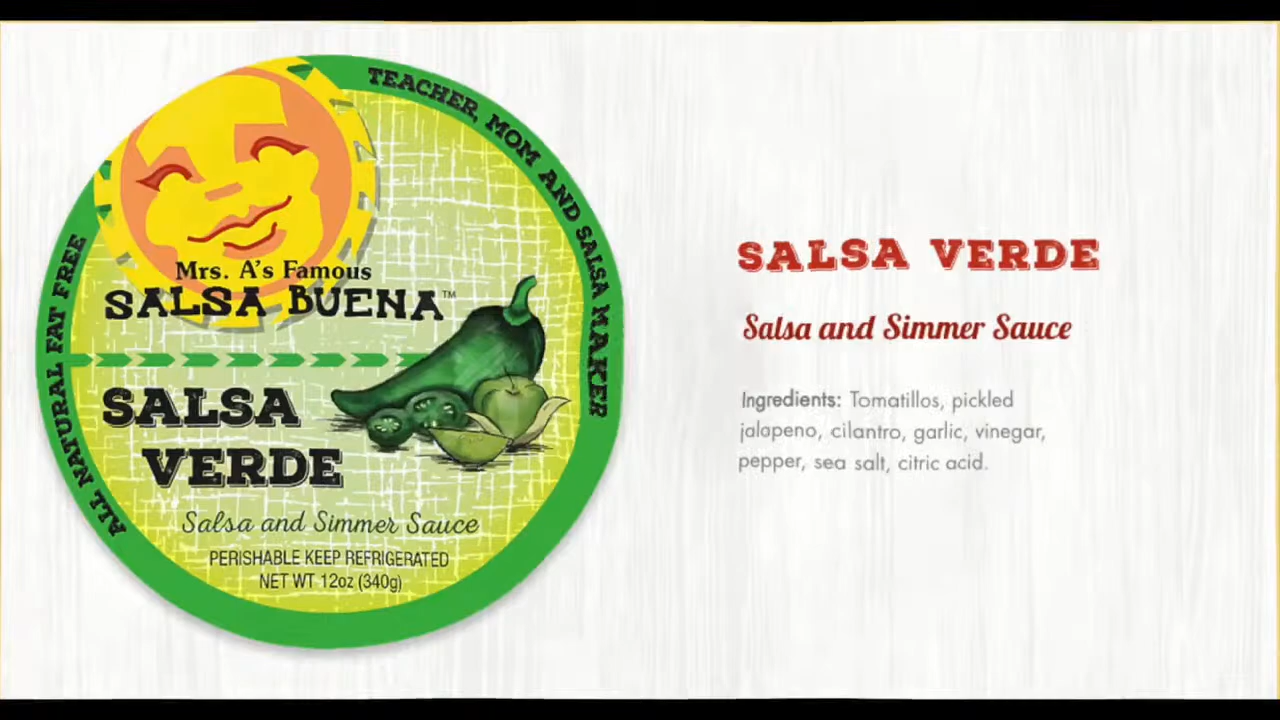 TEACHER, MOM AND SALSA MAKER
ALL NATURAL FAT FREE
Mrs. A's Famous
SALSA BUENA™
SALSA
VERDE
Salsa and Simmer Sauce
PERISHABLE KEEP REFRIGERATED
NET WT 12oz (340g)
SALSA VERDE
Salsa and Simmer Sauce
Ingredients: Tomatillos, pickled
jalapeno, cilantro, garlic, vinegar,
pepper, sea salt, citric acid.